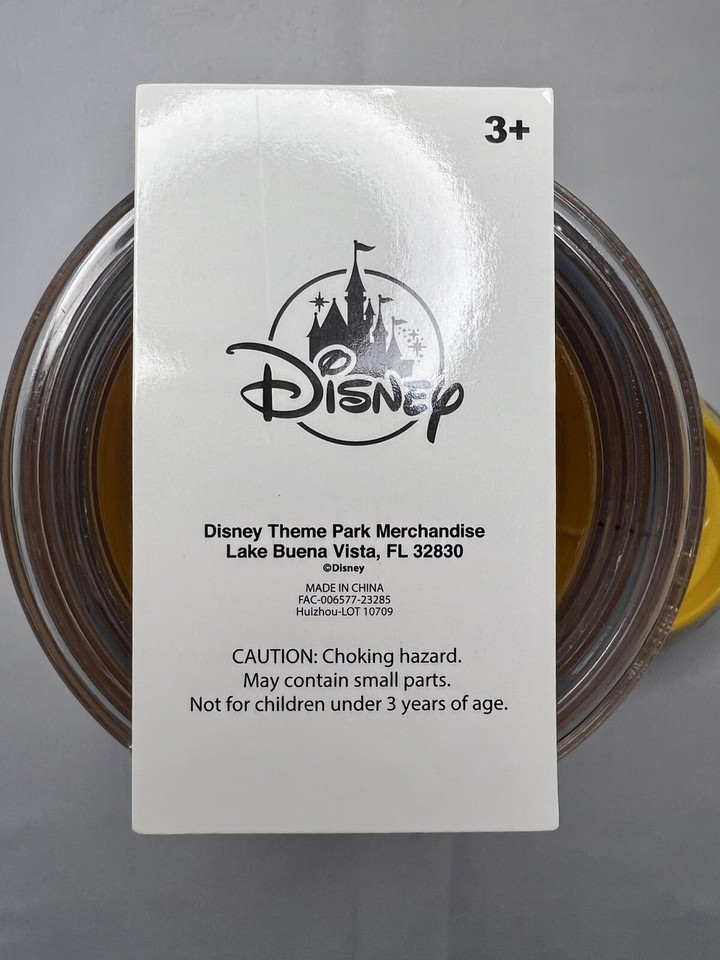 3+
Disney
Disney Theme Park Merchandise
Lake Buena Vista, FL 32830
©Disney
MADE IN CHINA
FAC-006577-23285
Huizhou-LOT 10709
CAUTION: Choking hazard.
May contain small parts.
Not for children under 3 years of age.